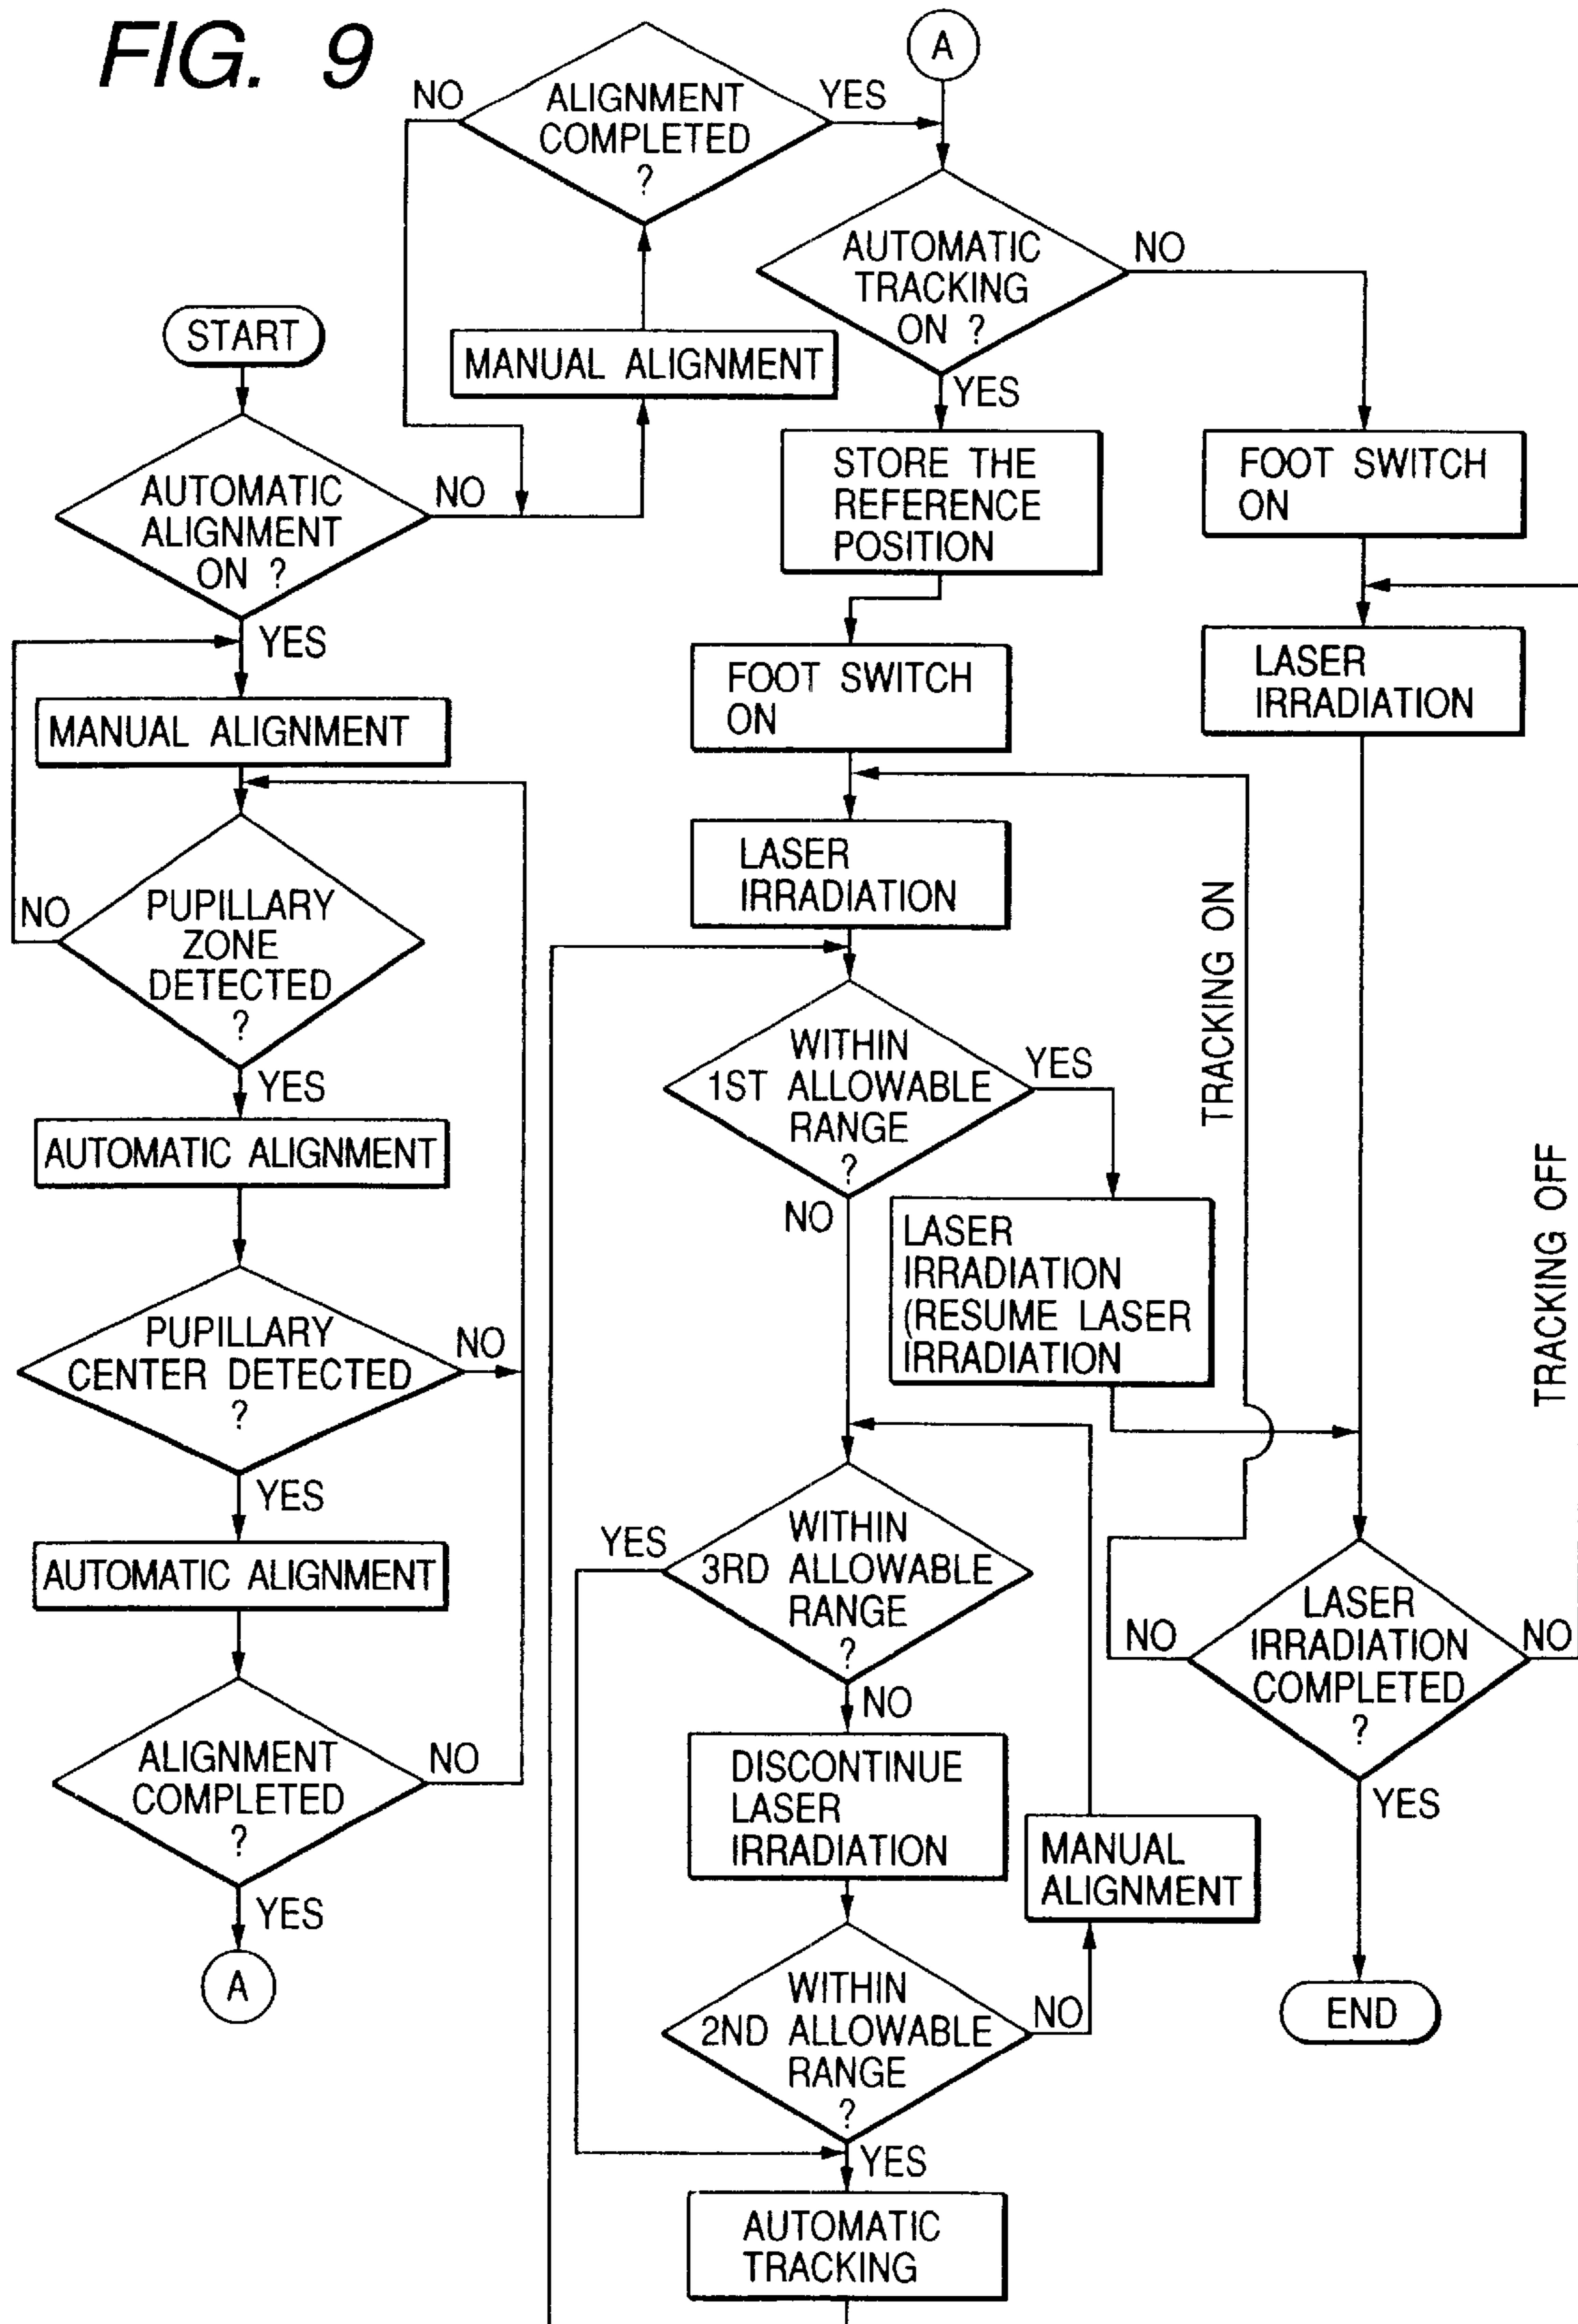 FIG. 9
START
AUTOMATIC
ALIGNMENT
ON ?
NO
YES
MANUAL ALIGNMENT
ALIGNMENT
COMPLETED
?
NO
YES
MANUAL ALIGNMENT
PUPILLARY
ZONE
DETECTED
?
NO
YES
AUTOMATIC ALIGNMENT
PUPILLARY
CENTER DETECTED
?
NO
YES
AUTOMATIC ALIGNMENT
ALIGNMENT
COMPLETED
?
NO
YES
A
A
AUTOMATIC
TRACKING
ON ?
NO
YES
STORE THE
REFERENCE
POSITION
FOOT SWITCH
ON
LASER
IRRADIATION
WITHIN
1ST ALLOWABLE
RANGE
?
YES
NO
LASER
IRRADIATION
(RESUME LASER
IRRADIATION
WITHIN
3RD ALLOWABLE
RANGE
?
YES
NO
DISCONTINUE
LASER
IRRADIATION
WITHIN
2ND ALLOWABLE
RANGE
?
NO
YES
MANUAL
ALIGNMENT
AUTOMATIC
TRACKING
FOOT SWITCH
ON
LASER
IRRADIATION
TRACKING ON
TRACKING OFF
LASER
IRRADIATION
COMPLETED
?
NO
NO
YES
END